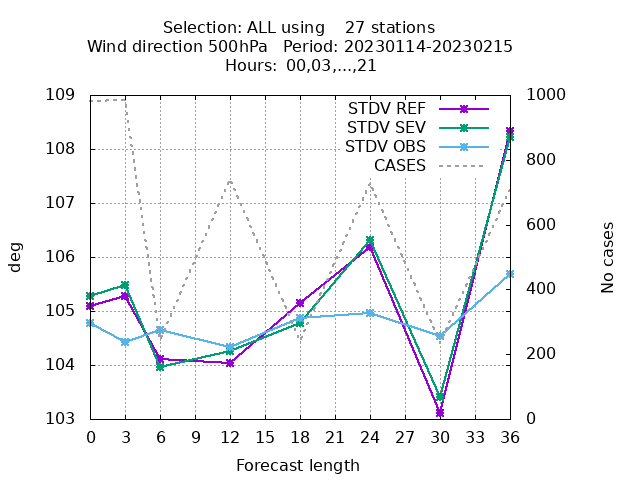 Selection: ALL using    27 stations
Wind direction 500hPa   Period: 20230114-20230215
Hours: 00,03,...,21
109
108
107
106
105
104
103
deg
1000
800
600
400
200
0
No cases
STDV REF
STDV SEV
STDV OBS
CASES
0 3 6 9 12 15 18 21 24 27 30 33 36
Forecast length